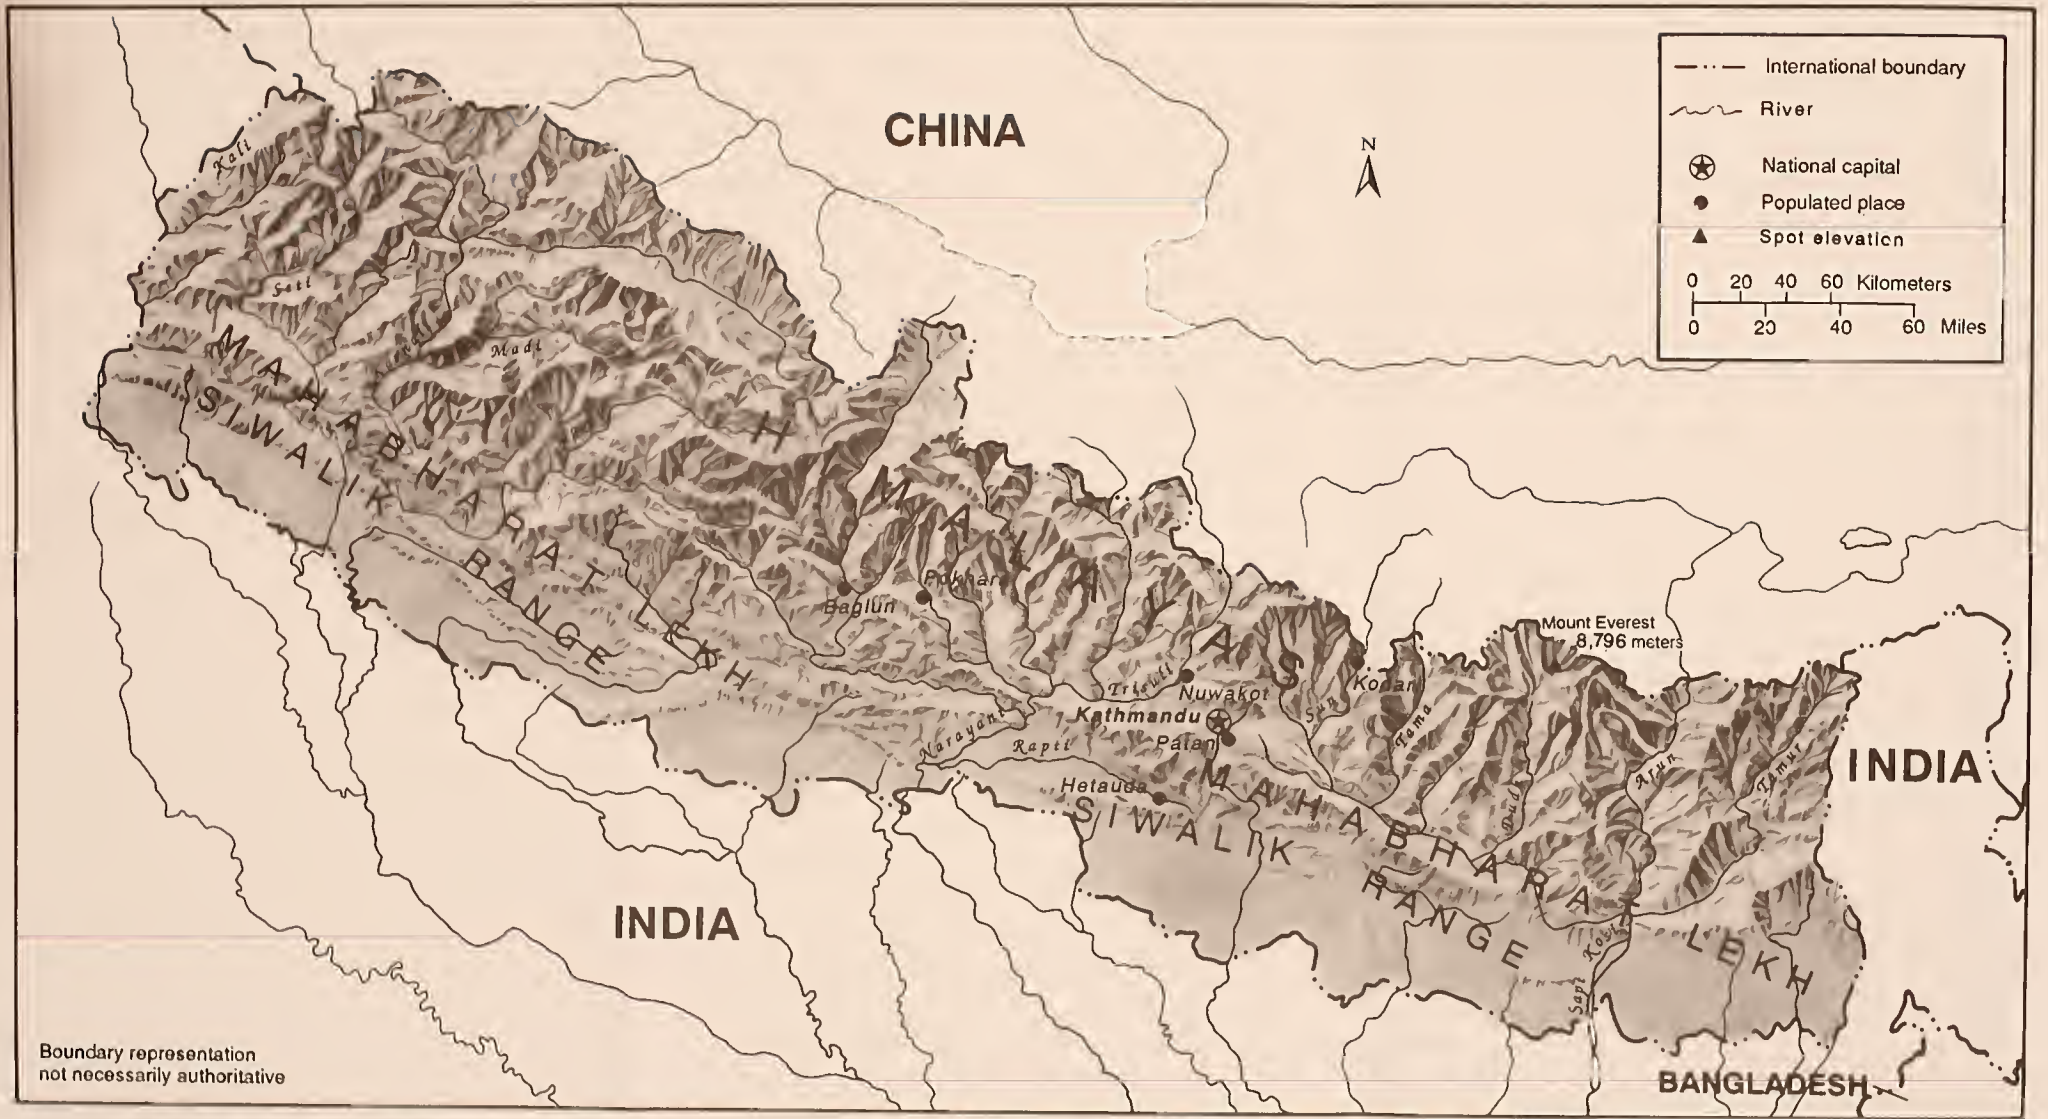 International boundary
River
National capital
Populated place
Spot elevation
0 20 40 60 Kilometers
0 20 40 60 Miles
N
CHINA
Kali
Seti
Madi
MAHABHARAT LEKH
SIWALIK RANGE
HIMALAYAS
Pokhara
Baglun
Mount Everest
8,796 meters
Trisuli
Nuwakot
Kodari
Sun
Tama
Kathmandu
Patan
Narayani
Rapti
Hetauda
Dudh
Arun
Tamur
INDIA
MAHABHARAT LEKH
SIWALIK RANGE
Sapt Kosi
INDIA
BANGLADESH
Boundary representation
not necessarily authoritative